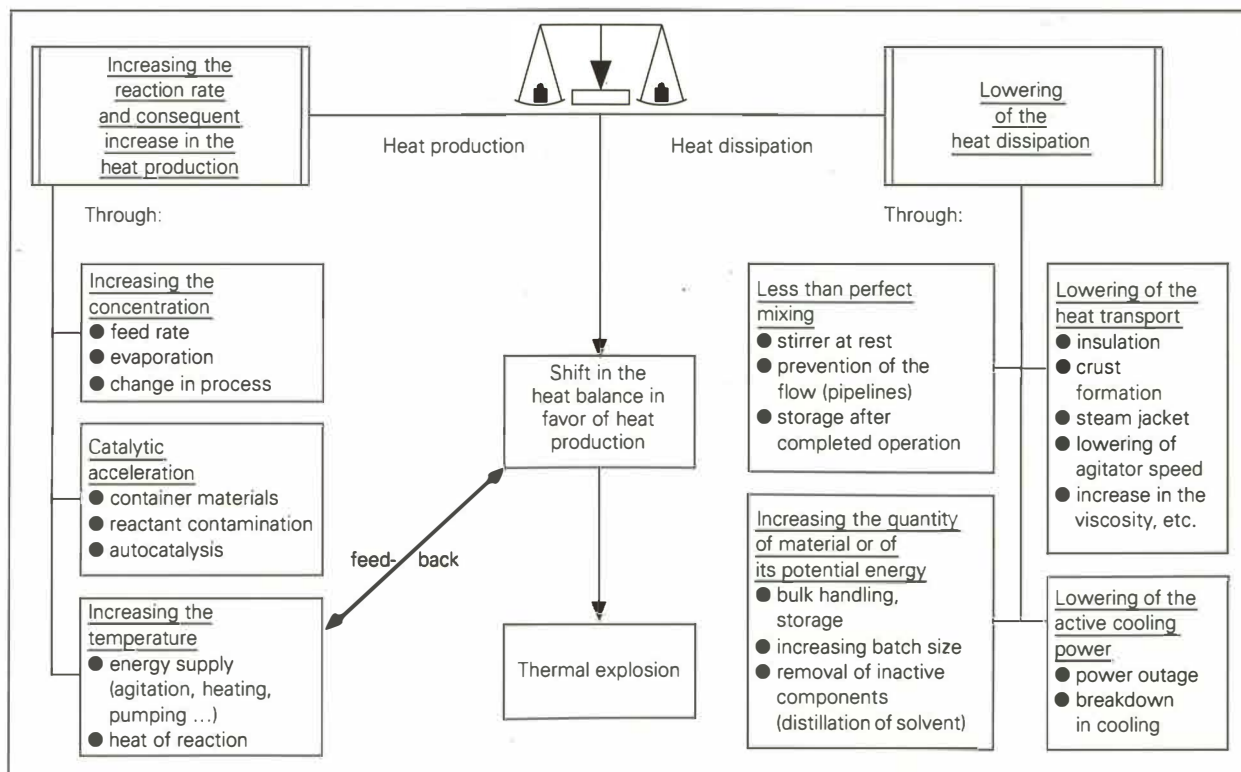 Increasing the
reaction rate
and consequent
increase in the
heat production
Heat production
Heat dissipation
Lowering
of the
heat dissipation
Through:
Increasing the
concentration
● feed rate
● evaporation
● change in process
Catalytic
acceleration
● container materials
● reactant contamination
● autocatalysis
Increasing the
temperature
● energy supply
(agitation, heating,
pumping ...)
● heat of reaction
feed- back
Shift in the
heat balance in
favor of heat
production
Thermal explosion
Through:
Less than perfect
mixing
● stirrer at rest
● prevention of the
flow (pipelines)
● storage after
completed operation
Increasing the quantity
of material or of
its potential energy
● bulk handling,
storage
● increasing batch size
● removal of inactive
components
(distillation of solvent)
Lowering of the
heat transport
● insulation
● crust
formation
● steam jacket
● lowering of
agitator speed
● increase in the
viscosity, etc.
Lowering of the
active cooling
power
● power outage
● breakdown
in cooling